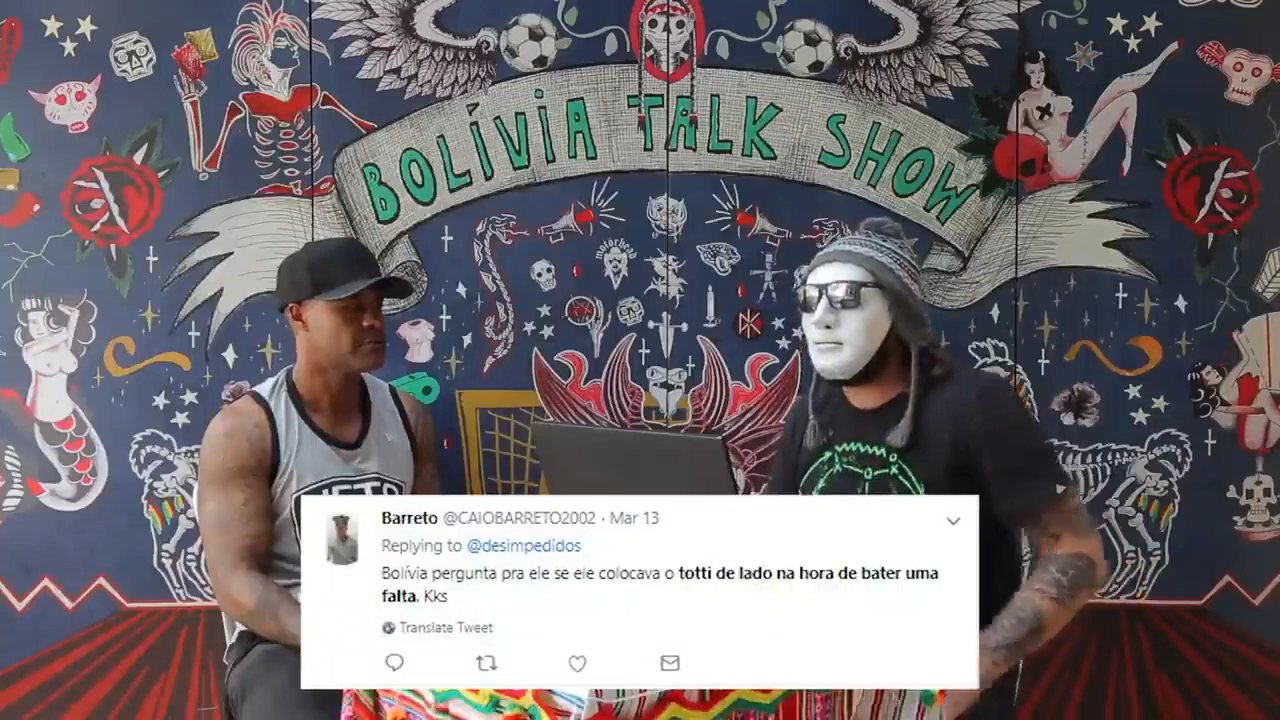 BOLÍVIA TALK SHOW
motörhead
NETS
Barreto @CAIOBARRETO2002 · Mar 13
Replying to @desimpedidos
Bolívia pergunta pra ele se ele colocava o totti de lado na hora de bater uma
falta. Kks
Translate Tweet